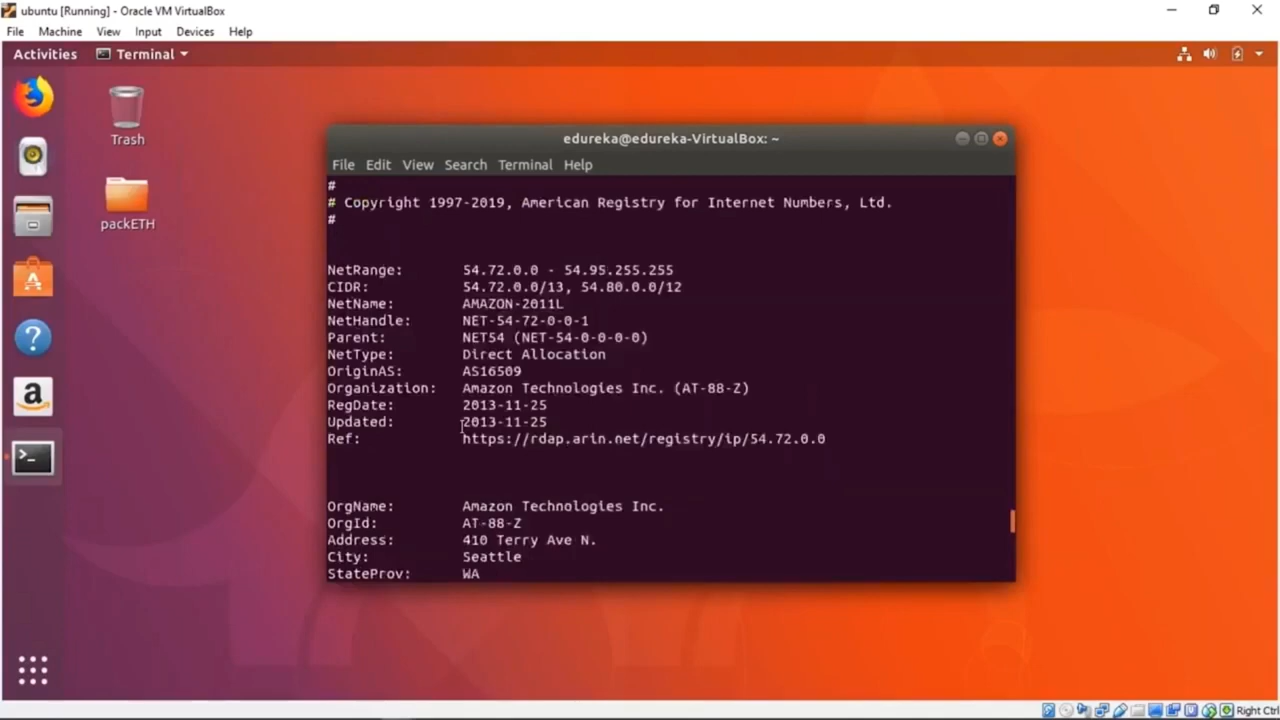 ubuntu [Running] - Oracle VM VirtualBox
File Machine View Input Devices Help
Activities Terminal
Trash
packETH
edureka@edureka-VirtualBox: ~
File Edit View Search Terminal Help
#
# Copyright 1997-2019, American Registry for Internet Numbers, Ltd.
#
NetRange: 54.72.0.0 - 54.95.255.255
CIDR: 54.72.0.0/13, 54.80.0.0/12
NetName: AMAZON-2011L
NetHandle: NET-54-72-0-0-1
Parent: NET54 (NET-54-0-0-0-0)
NetType: Direct Allocation
OriginAS: AS16509
Organization: Amazon Technologies Inc. (AT-88-Z)
RegDate: 2013-11-25
Updated: 2013-11-25
Ref: https://rdap.arin.net/registry/ip/54.72.0.0
OrgName: Amazon Technologies Inc.
OrgId: AT-88-Z
Address: 410 Terry Ave N.
City: Seattle
StateProv: WA
Right Ctrl